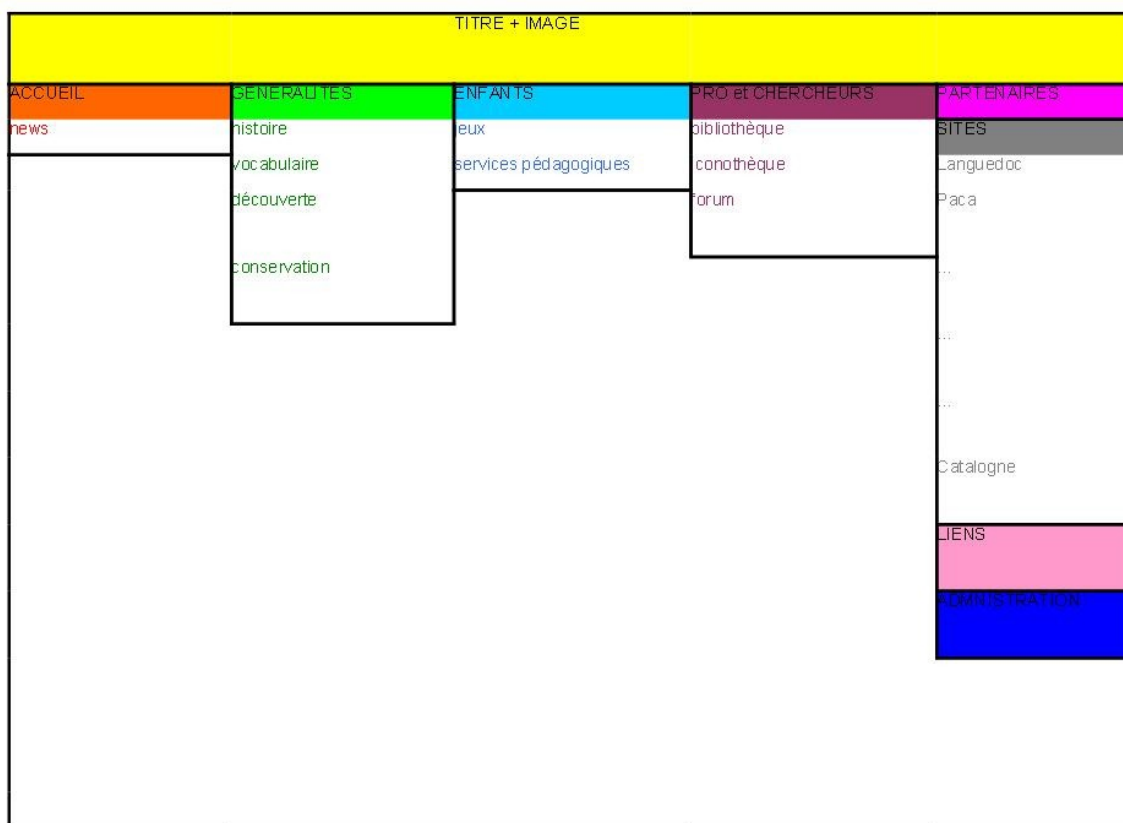 TITRE + IMAGE
ACCUEIL
news
GENERALITES
histoire
vocabulaire
découverte
conservation
ENFANTS
jeux
services pédagogiques
PRO et CHERCHEURS
bibliothèque
iconothèque
forum
PARTENAIRES
SITES
Languedoc
Paca
...
...
...
Catalogne
LIENS
ADMNISTRATION